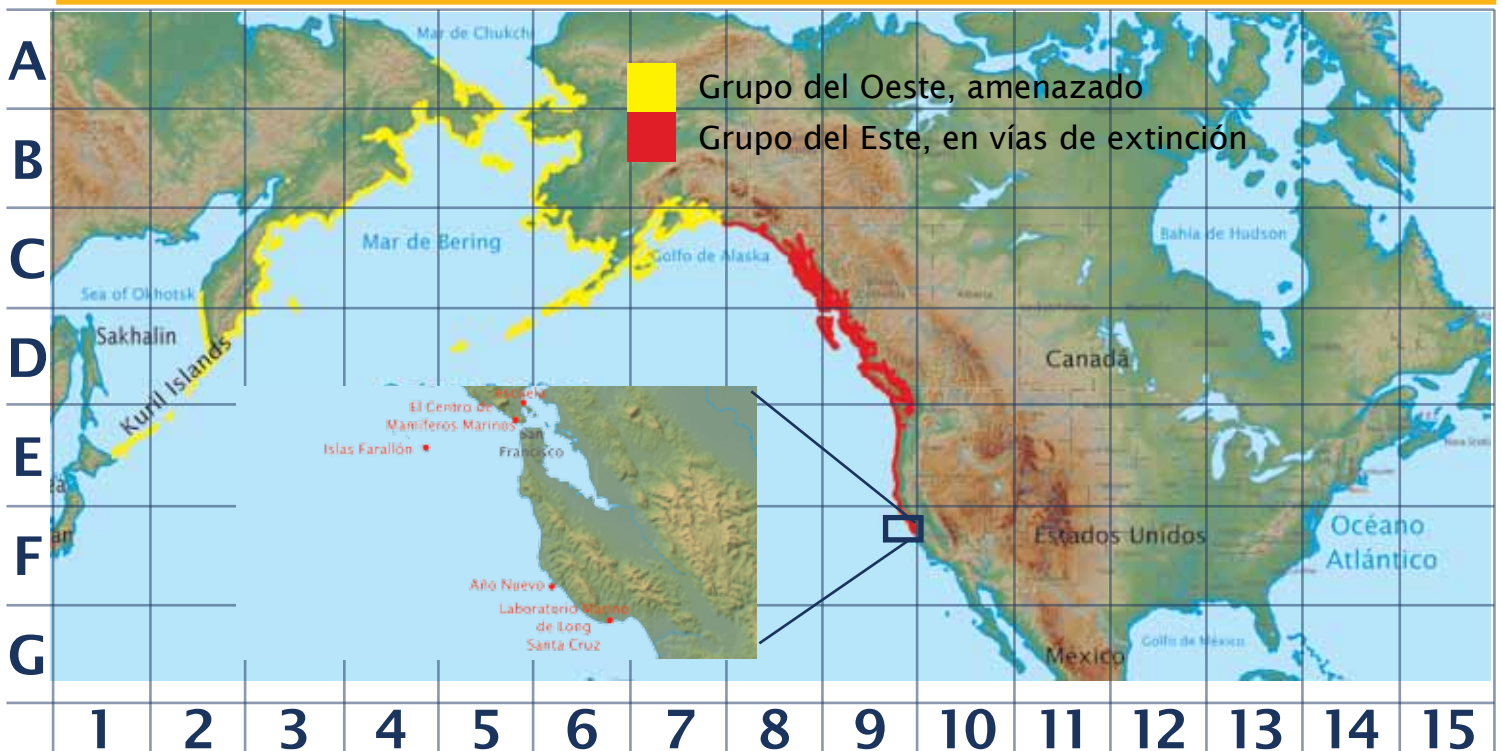 A
B
C
D
E
F
G
Mar de Chukchi
Grupo del Oeste, amenazado
Grupo del Este, en vías de extinción
Mar de Bering
Golfo de Alaska
Bahia de Hudson
Sea of Okhotsk
Sakhalin
Kuril Islands
Canadá
Escuela
El Centro de
Mamíferos Marinos
San
Francisco
Islas Farallón
Año Nuevo
Laboratorio Marino
de Long
Santa Cruz
Estados Unidos
Océano
Atlántico
Mexico
Golfo de México
1 2 3 4 5 6 7 8 9 10 11 12 13 14 15